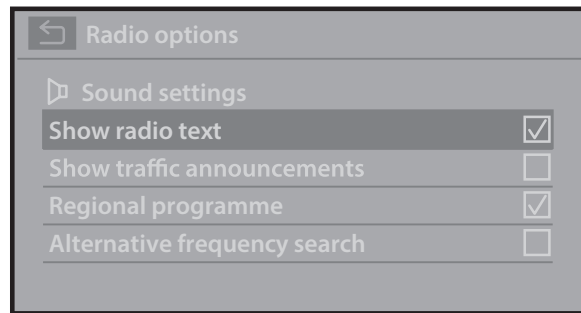 Radio options
Sound settings
Show radio text
Show traffic announcements
Regional programme
Alternative frequency search